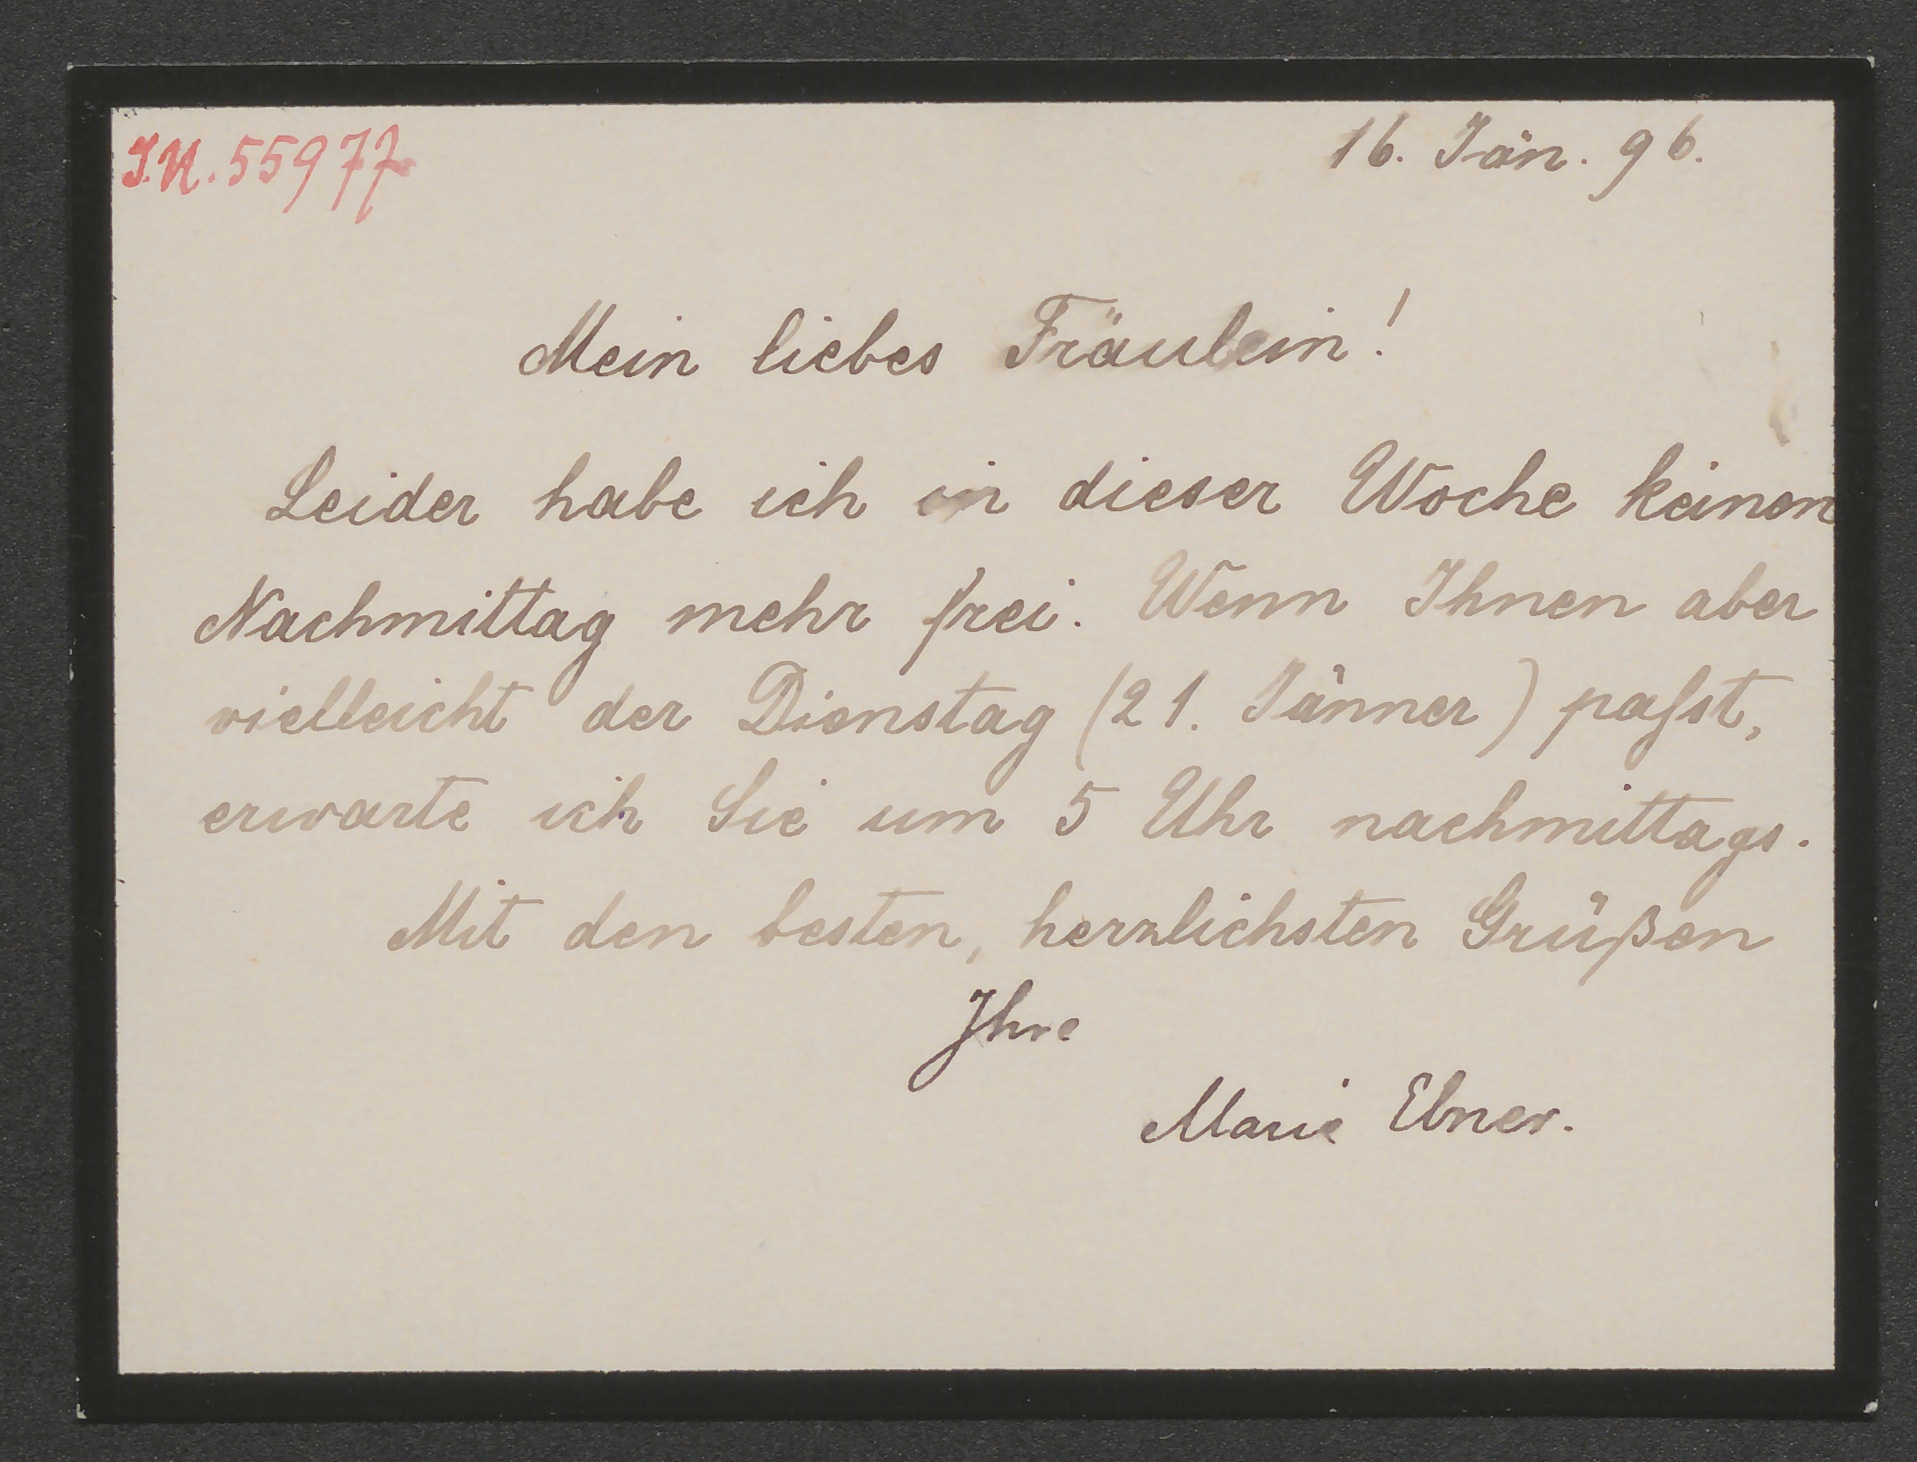 I.N. 55977
16. Jän. 96.
Mein liebes Fräulein!
Leider habe ich in dieser Woche keinen
Nachmittag mehr frei. Wenn Ihnen aber
vielleicht der Dienstag (21. Jänner) paſst,
erwarte ich Sie um 5 Uhr nachmittags.
Mit den besten, herzlichsten Grüßen
Ihre
Marie Ebner.